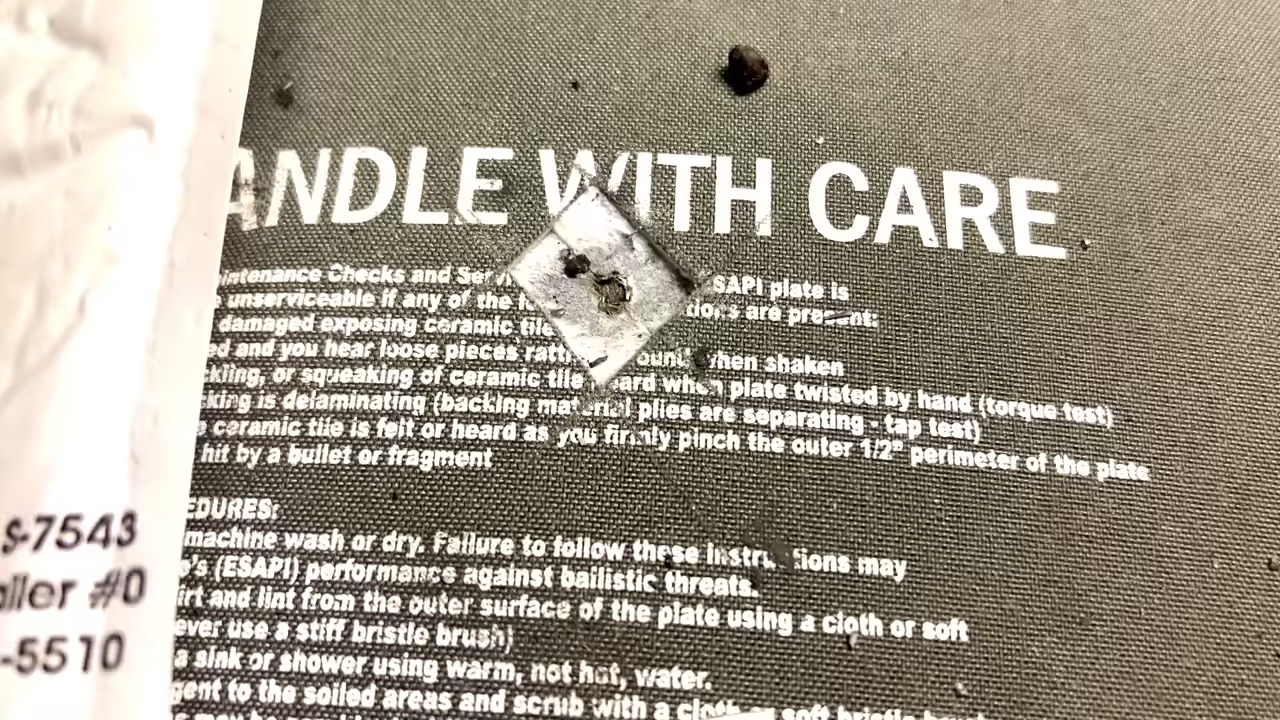 ANDLE WITH CARE
intenance Checks and Ser SAPI plate is
unserviceable if any of the tions are present:
damaged exposing ceramic tile
ed and you hear loose pieces ratt ound when shaken
kling, or squeaking of ceramic tile heard when plate twisted by hand (torque test)
king is delaminating (backing material plies are separating - tap test)
ceramic tile is felt or heard as you firmly pinch the outer 1/2" perimeter of the plate
hit by a bullet or fragment
EDURES:
machine wash or dry. Failure to follow these instructions may
's (ESAPI) performance against ballistic threats.
irt and lint from the outer surface of the plate using a cloth or soft
ever use a stiff bristle brush)
a sink or shower using warm, not hot, water.
gent to the soiled areas and scrub with a cloth or soft bristle brush
S-7543
aller #0
-5510